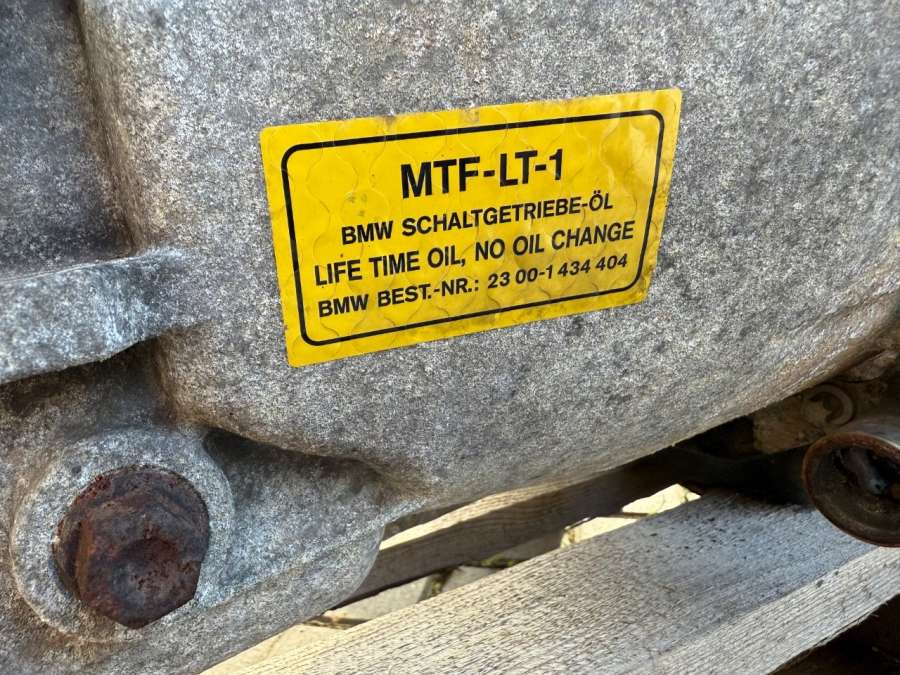 MTF-LT-1
BMW SCHALTGETRIEBE-ÖL
LIFE TIME OIL, NO OIL CHANGE
BMW BEST.-NR.: 23 00-1 434 404